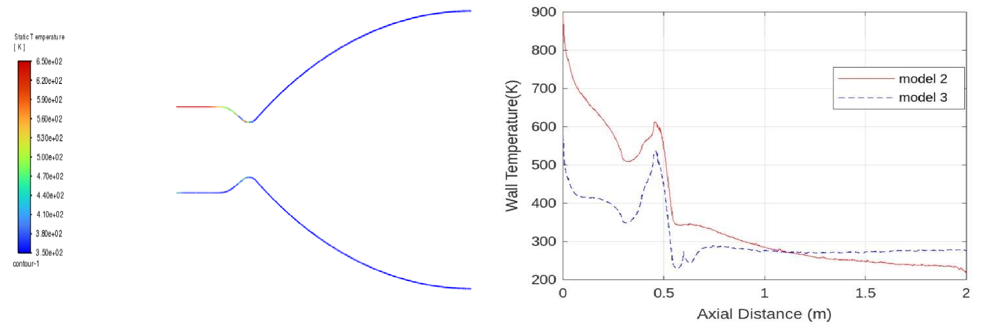 Static Temperature
[ K ]
6.50e+02
6.20e+02
5.90e+02
5.60e+02
5.30e+02
5.00e+02
4.70e+02
4.40e+02
4.10e+02
3.80e+02
3.50e+02
contour-1
900
800
700
600
500
400
300
200
Wall Temperature(K)
model 2
model 3
0
0.5
1
1.5
2
Axial Distance (m)